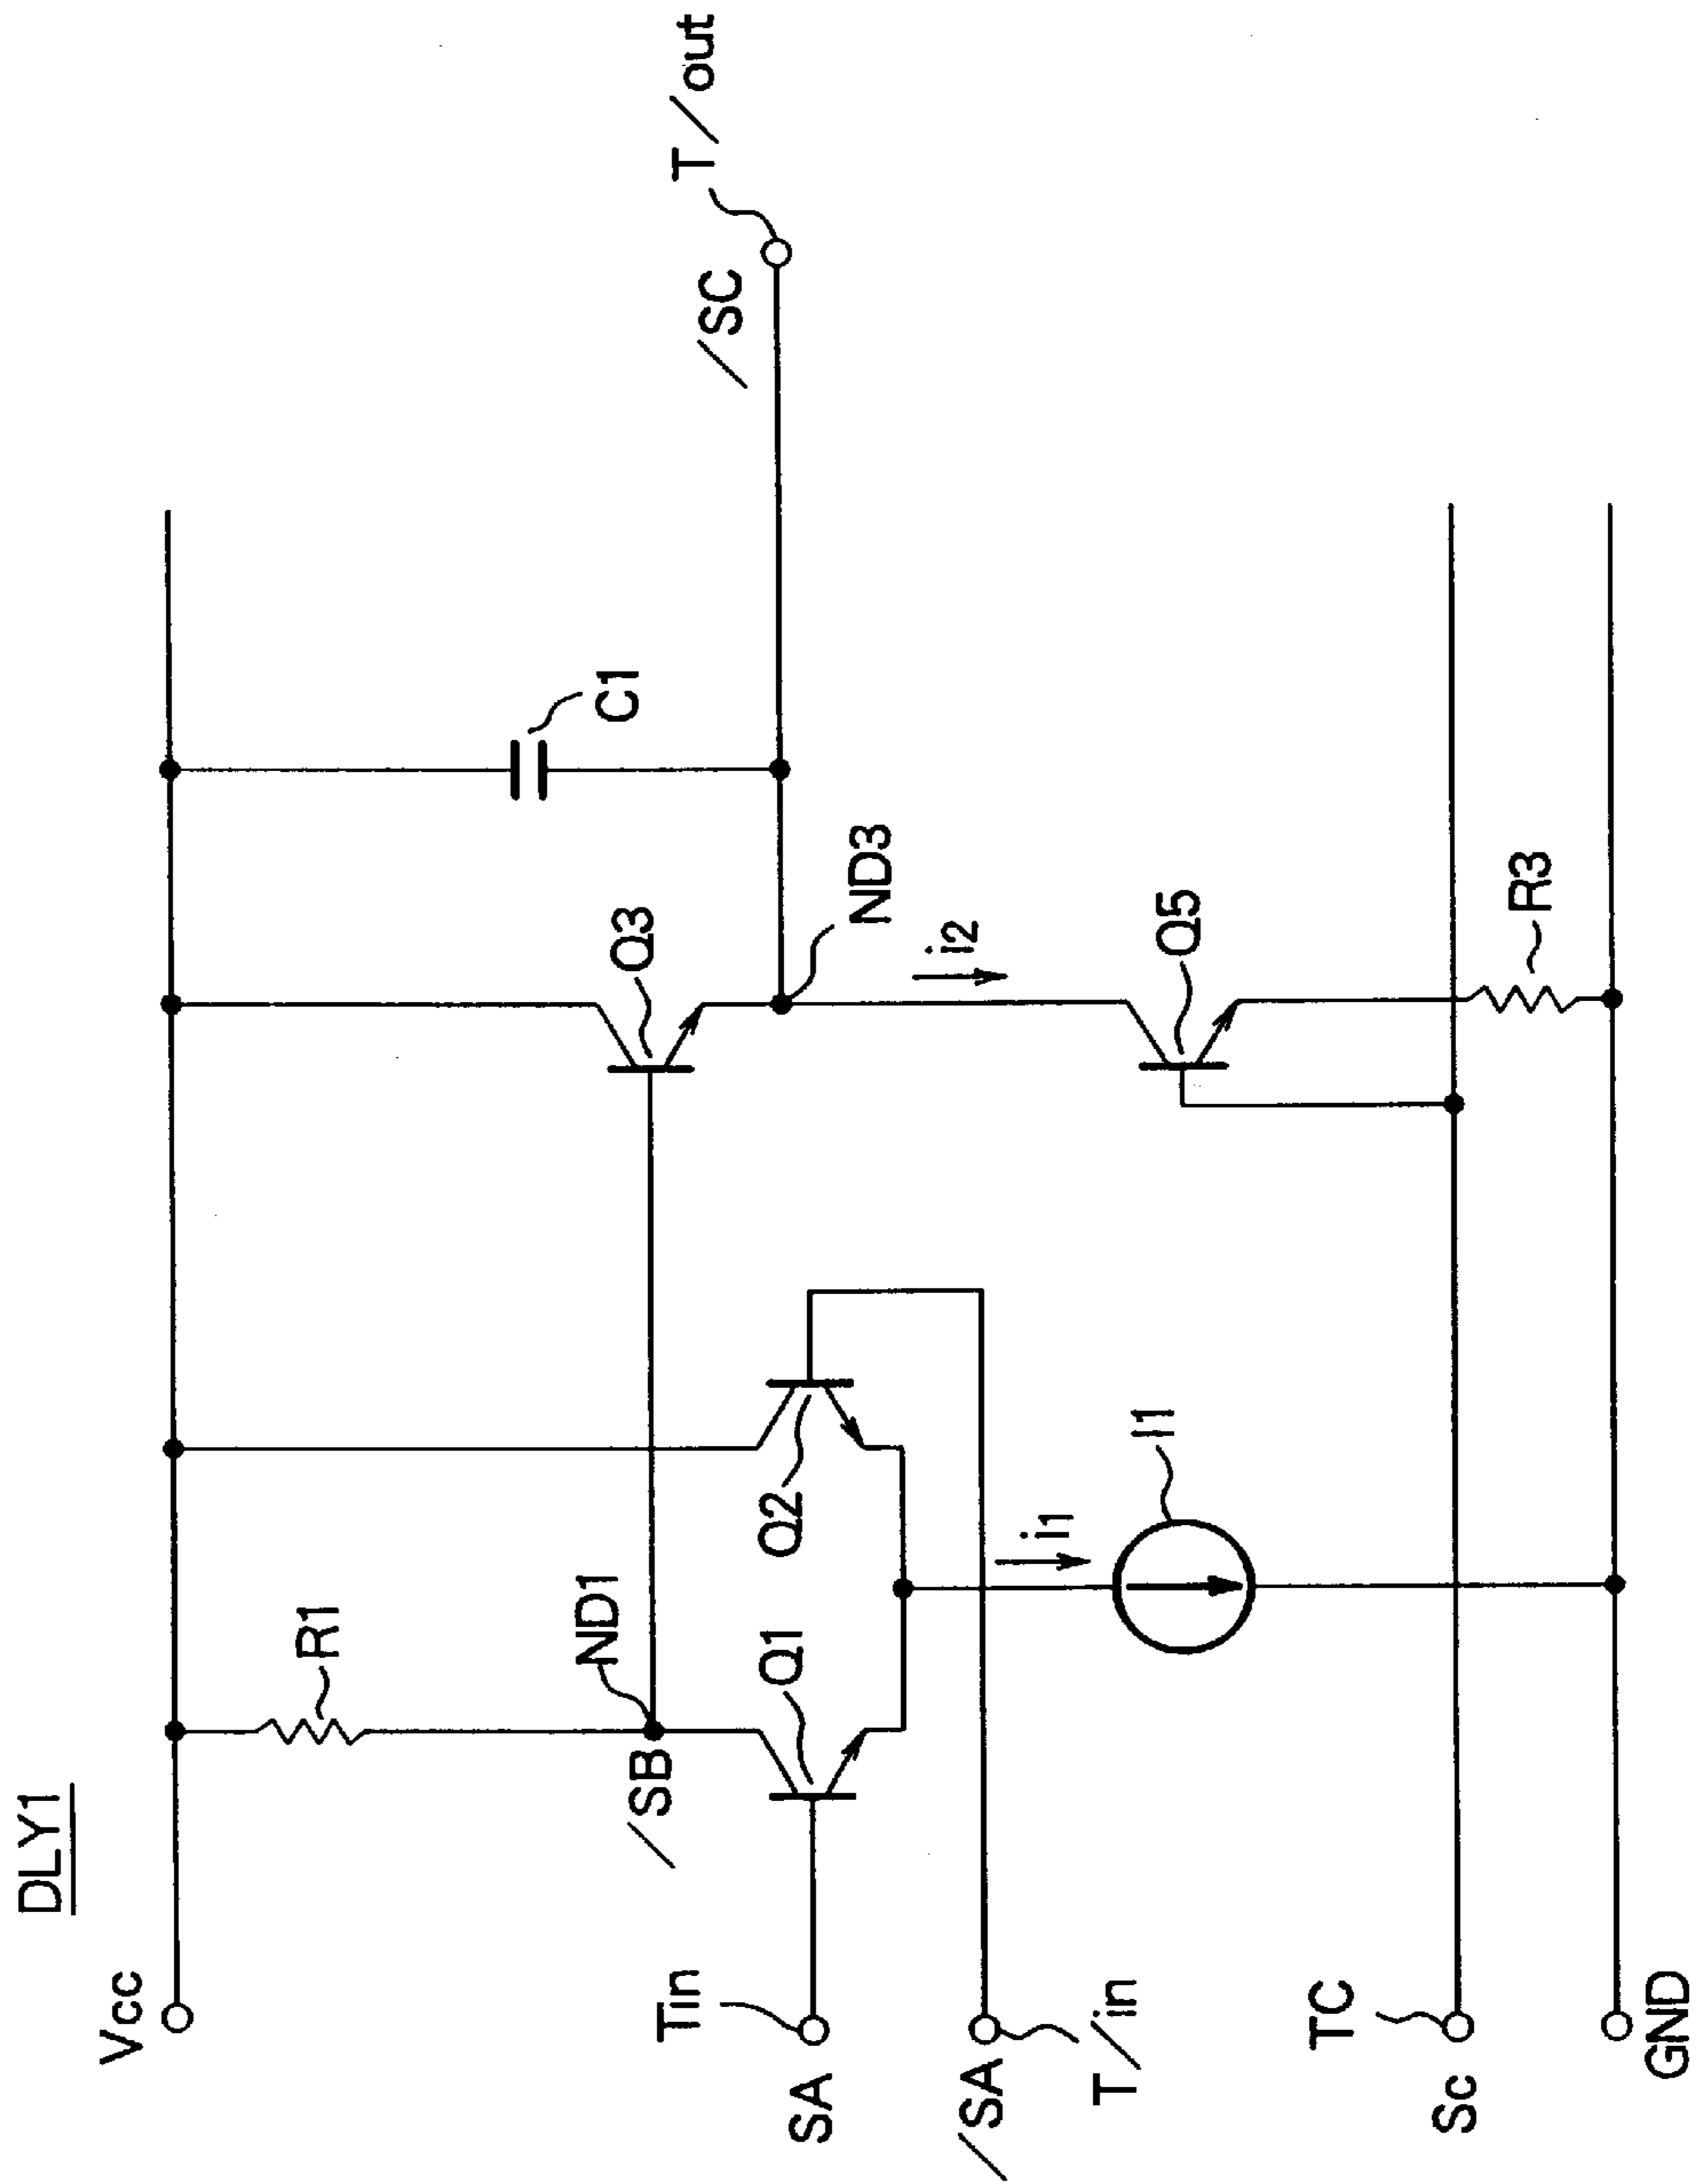 DLY1
Vcc
R1
ND1
/SB
Q1
Q2
Q3
C1
/SC
T/out
ND3
i2
Q5
R3
Tin
SA
/SA
T/in
i1
I1
TC
Sc
GND